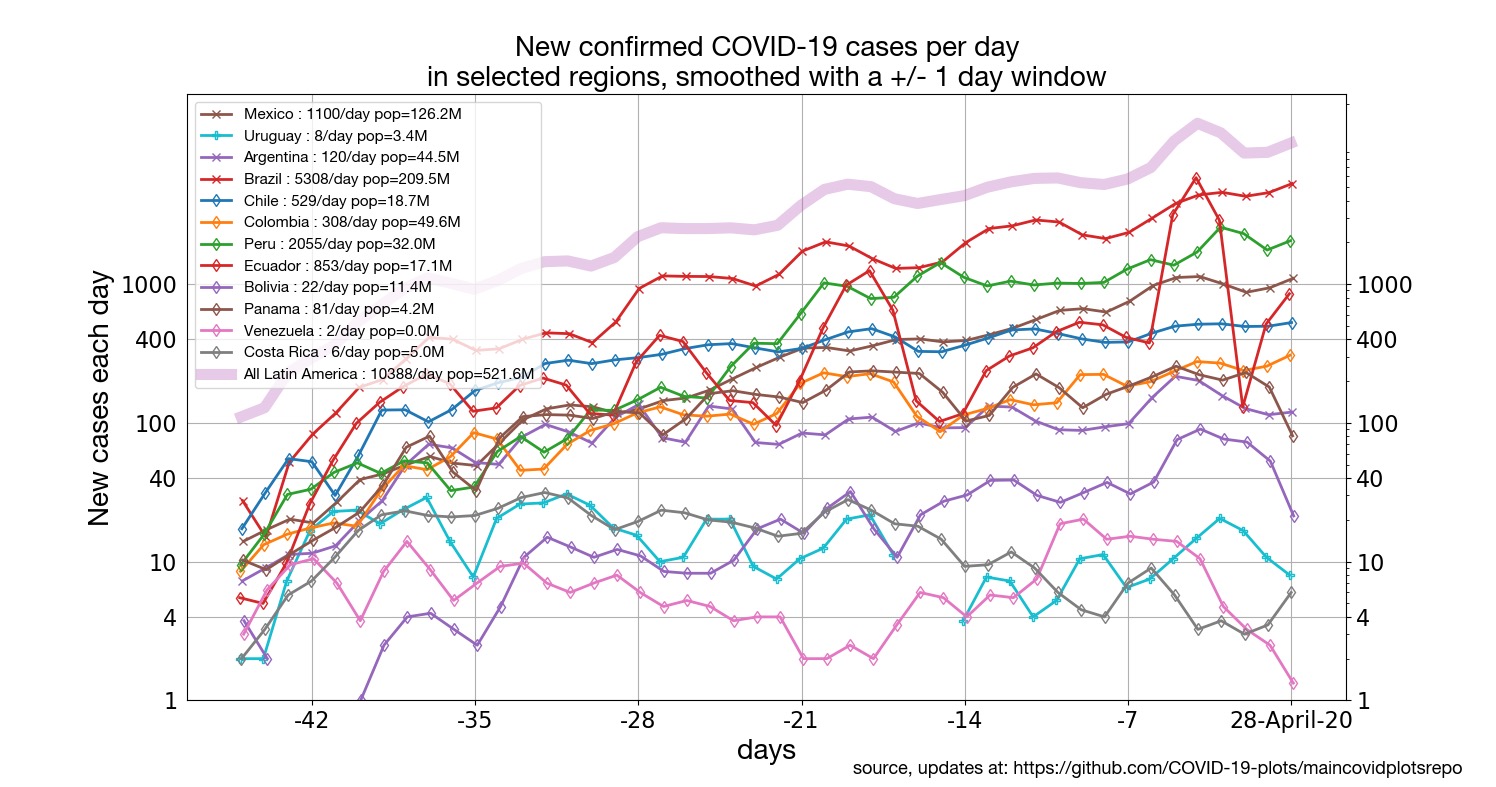 New confirmed COVID-19 cases per day
in selected regions, smoothed with a +/- 1 day window
Mexico : 1100/day pop=126.2M
Uruguay : 8/day pop=3.4M
Argentina : 120/day pop=44.5M
Brazil : 5308/day pop=209.5M
Chile : 529/day pop=18.7M
Colombia : 308/day pop=49.6M
Peru : 2055/day pop=32.0M
Ecuador : 853/day pop=17.1M
Bolivia : 22/day pop=11.4M
Panama : 81/day pop=4.2M
Venezuela : 2/day pop=0.0M
Costa Rica : 6/day pop=5.0M
All Latin America : 10388/day pop=521.6M
New cases each day
1000 1000
400 400
100 100
40 40
10 10
4 4
1 1
-42 -35 -28 -21 -14 -7 28-April-20
days
source, updates at: https://github.com/COVID-19-plots/maincovidplotsrepo